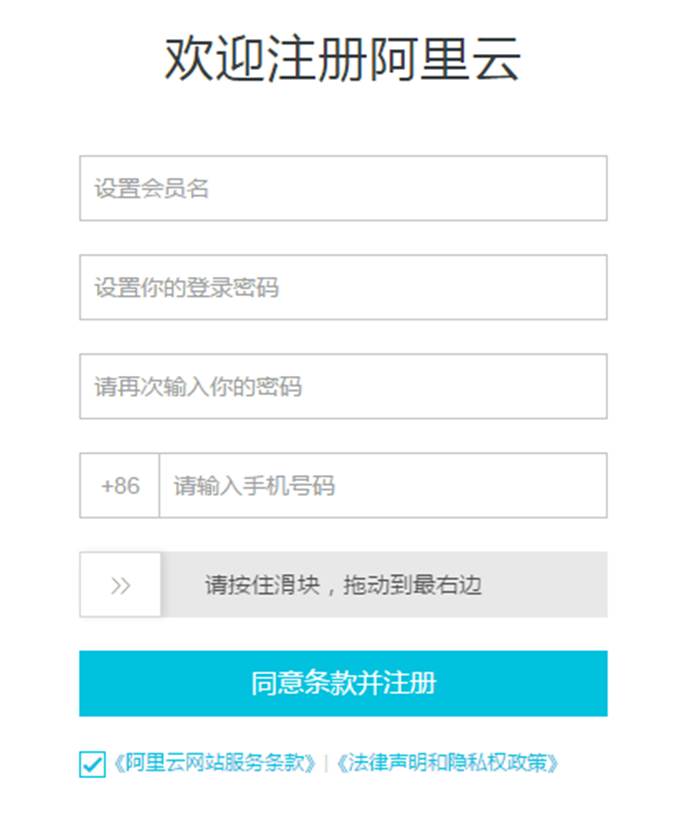 欢迎注册阿里云
设置会员名
设置你的登录密码
请再次输入你的密码
+86 请输入手机号码
>> 请按住滑块，拖动到最右边
同意条款并注册
《阿里云网站服务条款》 | 《法律声明和隐私权政策》